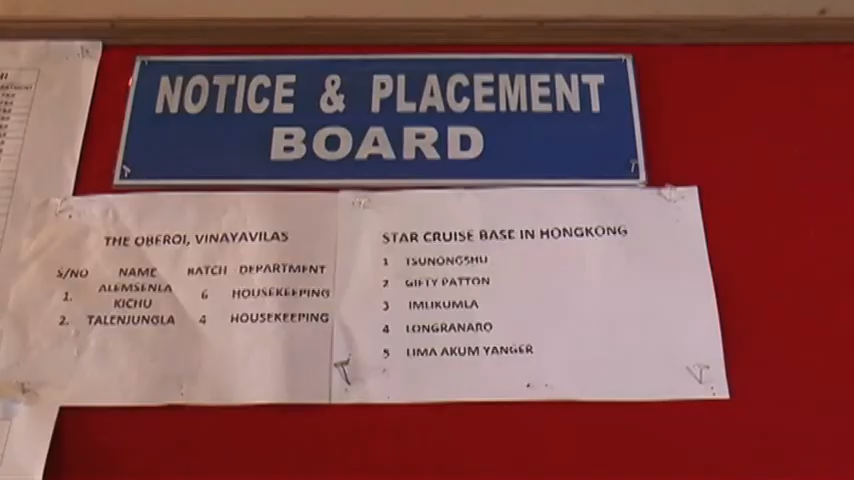 NOTICE & PLACEMENT
BOARD
THE OBEROI, VINAYAVILAS
S/NO NAME BATCH DEPARTMENT
1. ALEMSENLA KICHU 6 HOUSEKEEPING
2. TALENJUNGLA 4 HOUSEKEEPING
STAR CRUISE BASE IN HONGKONG
1 TSUNONGSHU
2 GIFTY PATTON
3 IMLIKUMLA
4 LONGRANARO
5 LIMA AKUM YANGER